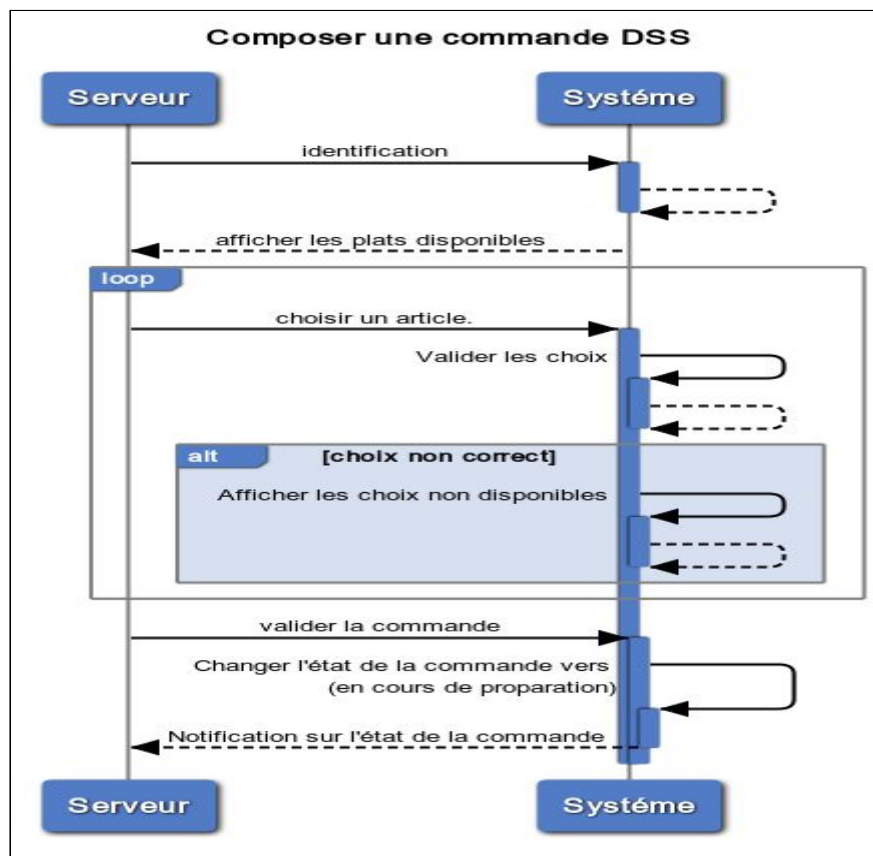 Composer une commande DSS
Serveur
Systéme
identification
afficher les plats disponibles
loop
choisir un article.
Valider les choix
alt
[choix non correct]
Afficher les choix non disponibles
valider la commande
Changer l'état de la commande vers
(en cours de proparation)
Notification sur l'état de la commande
Serveur
Systéme